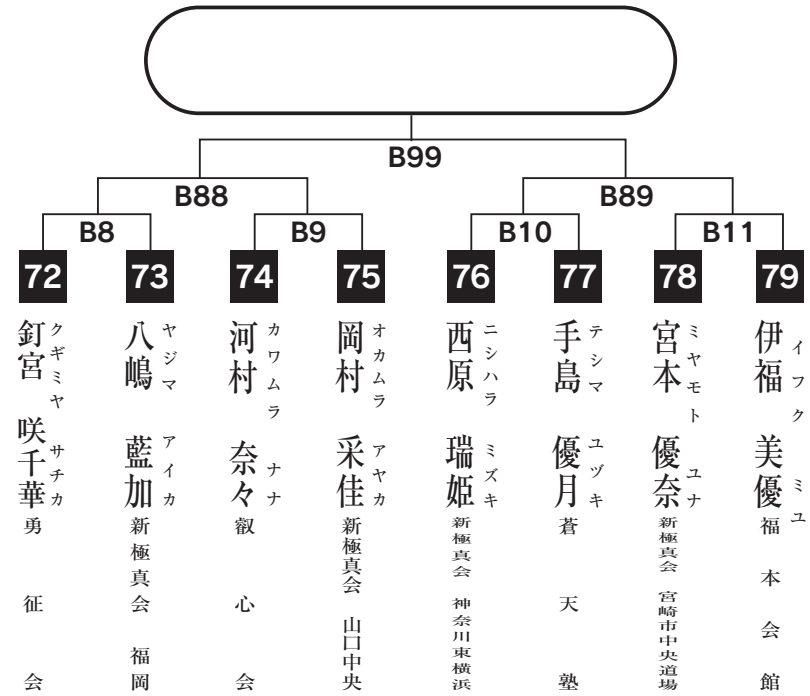 B99
B88
B89
B8
B9
B10
B11
72
73
74
75
76
77
78
79
釘宮 咲千華
クギミヤ サチカ
勇征会
八嶋 藍加
ヤジマ アイカ
新極真会 福岡
河村 奈々
カワムラ ナナ
叡心会
岡村 采佳
オカムラ アヤカ
新極真会 山口中央
西原 瑞姫
ニシハラ ミズキ
新極真会 神奈川東横浜
手島 優月
テシマ ユヅキ
蒼天塾
宮本 優奈
ミヤモト ユナ
新極真会 宮崎市中央道場
伊福 美優
イフク ミユ
福本会館